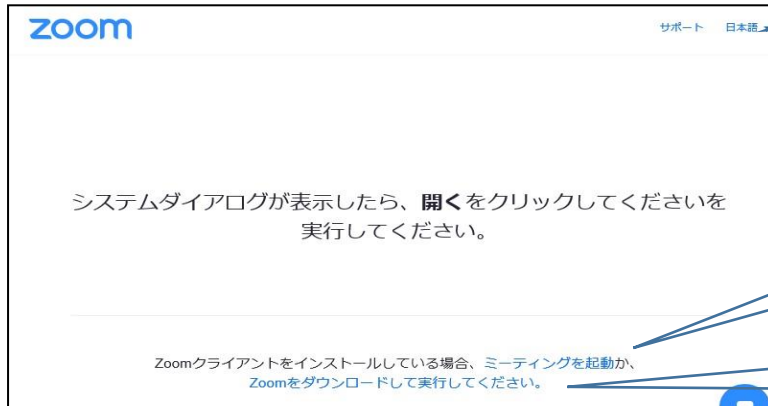 zoom
サポート 日本語
システムダイアログが表示したら、開くをクリックしてくださいを
実行してください。
Zoomクライアントをインストールしている場合、ミーティングを起動か、
Zoomをダウンロードして実行してください。